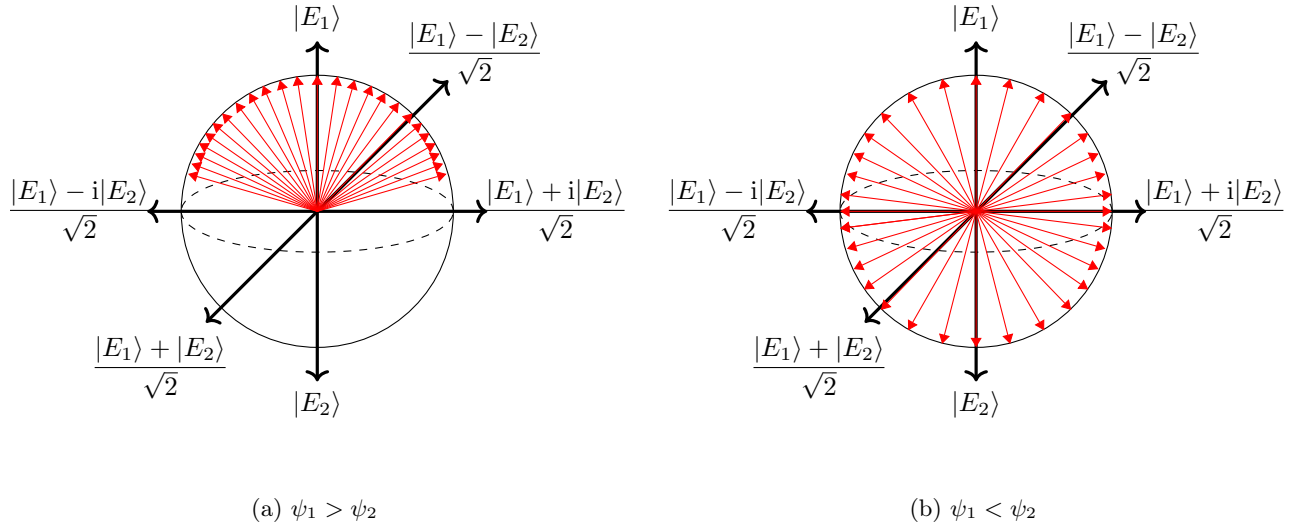 |E₁⟩
|E₁⟩ − |E₂⟩
√2
|E₁⟩ − i|E₂⟩
√2
|E₁⟩ + i|E₂⟩
√2
|E₁⟩ + |E₂⟩
√2
|E₂⟩
(a) ψ₁ > ψ₂
|E₁⟩
|E₁⟩ − |E₂⟩
√2
|E₁⟩ − i|E₂⟩
√2
|E₁⟩ + i|E₂⟩
√2
|E₁⟩ + |E₂⟩
√2
|E₂⟩
(b) ψ₁ < ψ₂